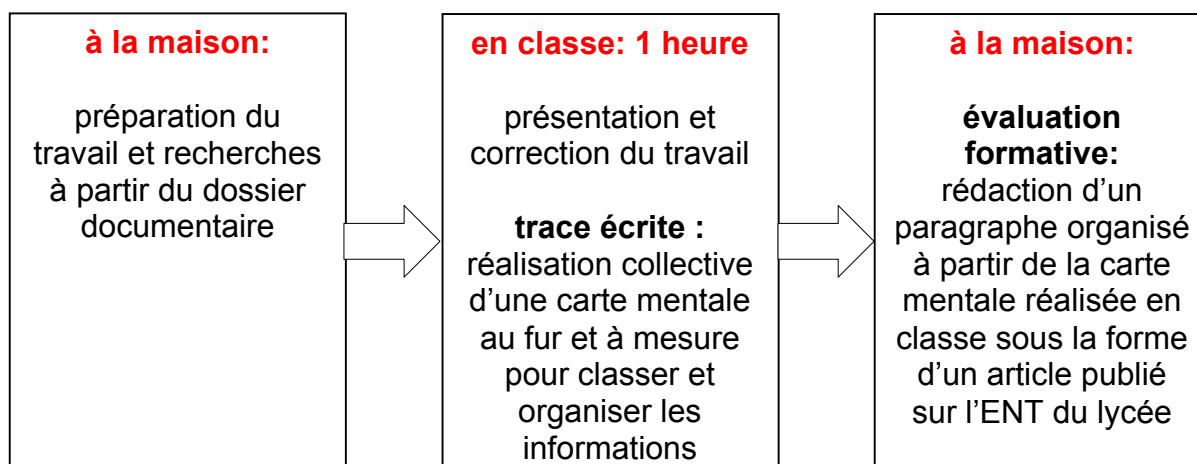 à la maison:
préparation du
travail et recherches
à partir du dossier
documentaire
en classe: 1 heure
présentation et
correction du travail
trace écrite :
réalisation collective
d’une carte mentale
au fur et à mesure
pour classer et
organiser les
informations
à la maison:
évaluation
formative:
rédaction d’un
paragraphe organisé
à partir de la carte
mentale réalisée en
classe sous la forme
d’un article publié
sur l’ENT du lycée